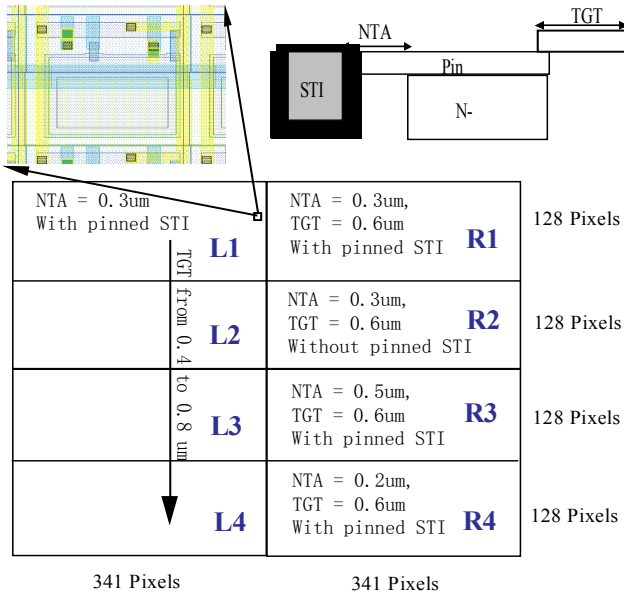 NTA
TGT
STI
Pin
N-
NTA = 0.3um
With pinned STI
L1
NTA = 0.3um,
TGT = 0.6um
With pinned STI
R1
128 Pixels
TGT from 0.4 to 0.8 um
L2
NTA = 0.3um,
TGT = 0.6um
Without pinned STI
R2
128 Pixels
L3
NTA = 0.5um,
TGT = 0.6um
With pinned STI
R3
128 Pixels
L4
NTA = 0.2um,
TGT = 0.6um
With pinned STI
R4
128 Pixels
341 Pixels
341 Pixels